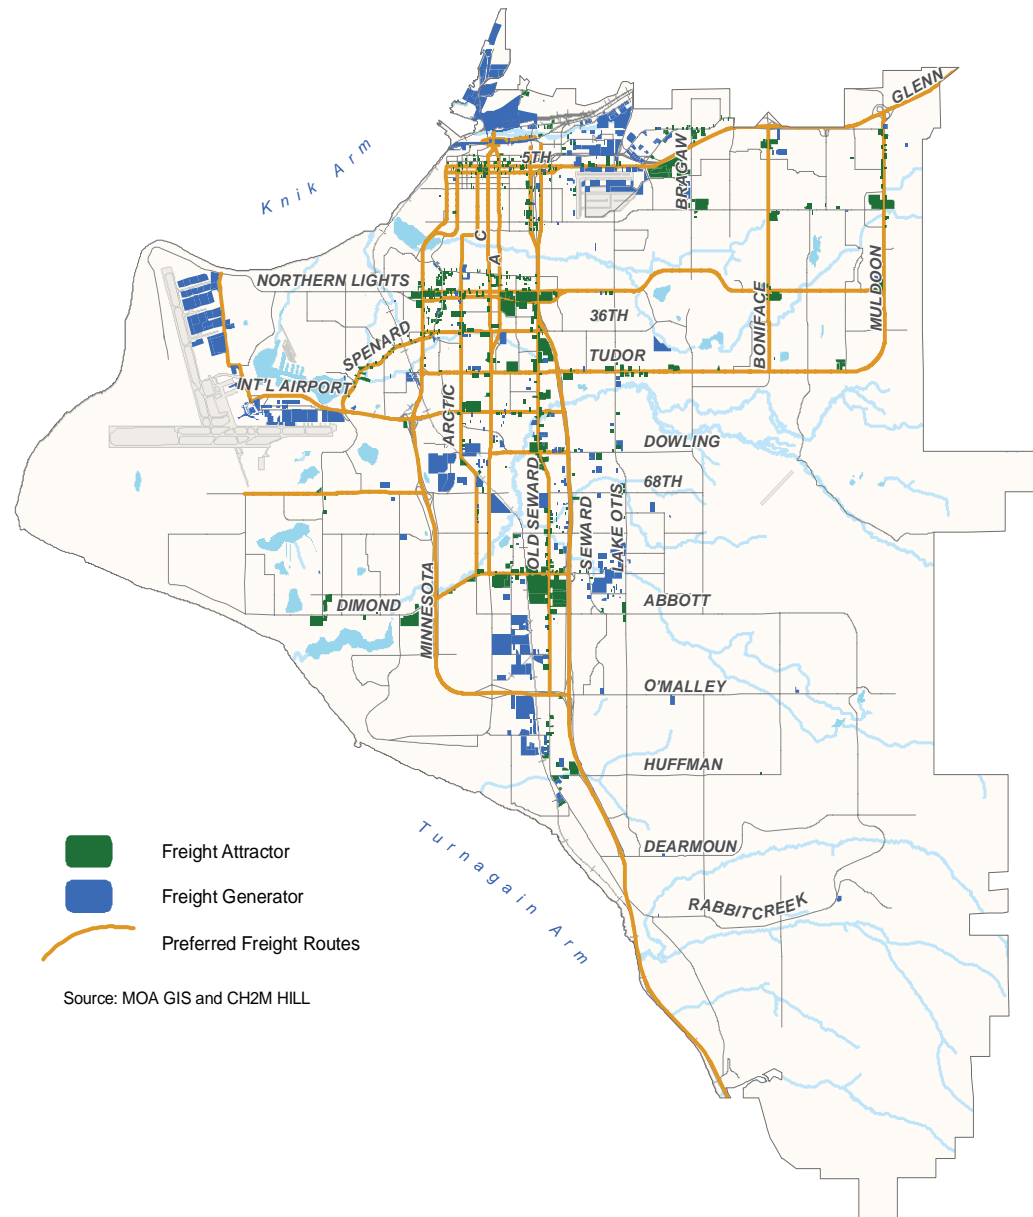 GLENN
5TH
BRAGAW
Knik Arm
C
A
NORTHERN LIGHTS
MULDOON
BONIFACE
36TH
SPENARD
TUDOR
INT'L AIRPORT
ARCTIC
DOWLING
OLD SEWARD
68TH
SEWARD
LAKE OTIS
MINNESOTA
DIMOND
ABBOTT
O'MALLEY
HUFFMAN
Turnagain Arm
DEARMOUN
RABBITCREEK
Freight Attractor
Freight Generator
Preferred Freight Routes
Source: MOA GIS and CH2M HILL